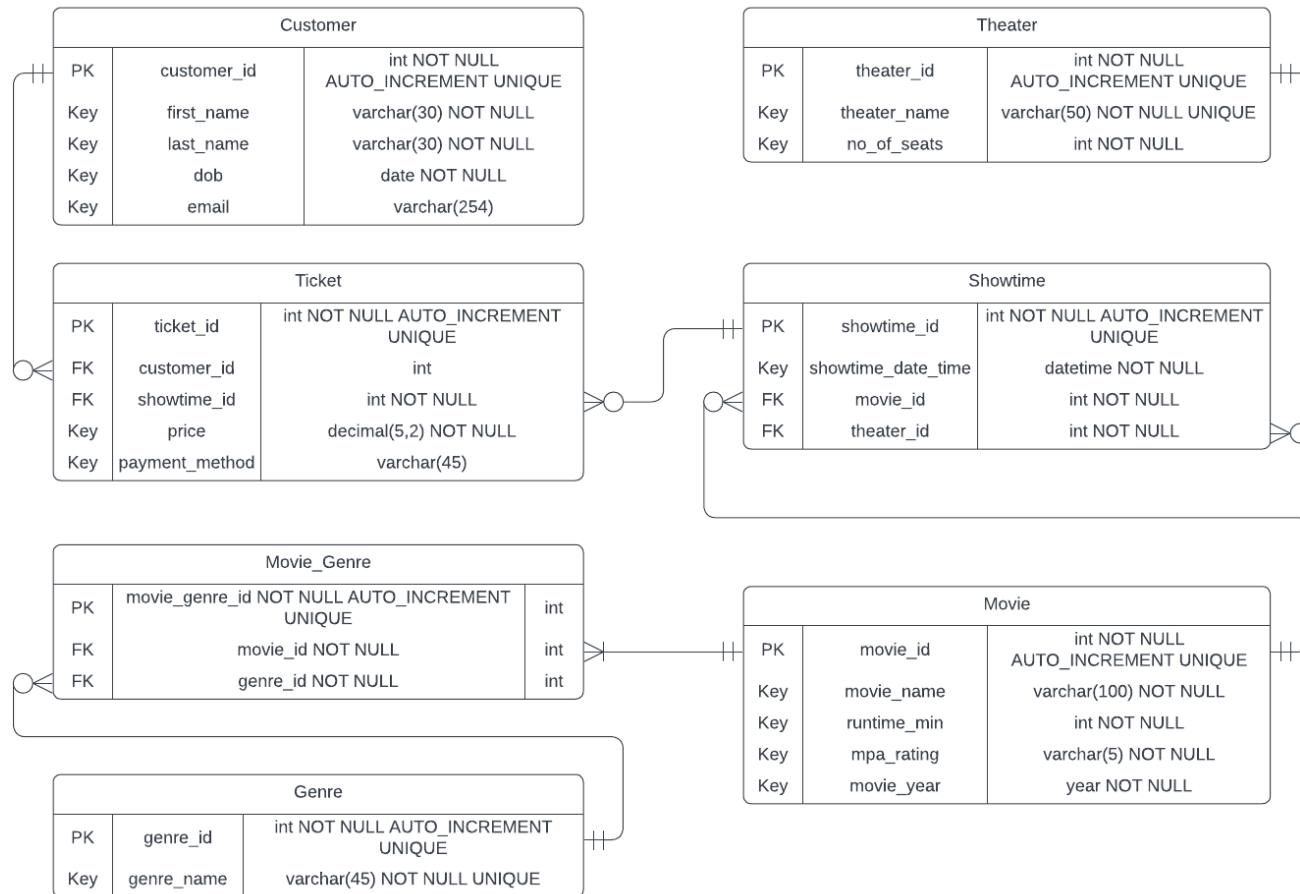 Customer
PK customer_id int NOT NULL
AUTO_INCREMENT UNIQUE
Key first_name varchar(30) NOT NULL
Key last_name varchar(30) NOT NULL
Key dob date NOT NULL
Key email varchar(254)
Theater
PK theater_id int NOT NULL
AUTO_INCREMENT UNIQUE
Key theater_name varchar(50) NOT NULL UNIQUE
Key no_of_seats int NOT NULL
Ticket
PK ticket_id int NOT NULL AUTO_INCREMENT
UNIQUE
FK customer_id int
FK showtime_id int NOT NULL
Key price decimal(5,2) NOT NULL
Key payment_method varchar(45)
Showtime
PK showtime_id int NOT NULL AUTO_INCREMENT
UNIQUE
Key showtime_date_time datetime NOT NULL
FK movie_id int NOT NULL
FK theater_id int NOT NULL
Movie_Genre
PK movie_genre_id NOT NULL AUTO_INCREMENT
UNIQUE int
FK movie_id NOT NULL int
FK genre_id NOT NULL int
Movie
PK movie_id int NOT NULL
AUTO_INCREMENT UNIQUE
Key movie_name varchar(100) NOT NULL
Key runtime_min int NOT NULL
Key mpa_rating varchar(5) NOT NULL
Key movie_year year NOT NULL
Genre
PK genre_id int NOT NULL AUTO_INCREMENT
UNIQUE
Key genre_name varchar(45) NOT NULL UNIQUE